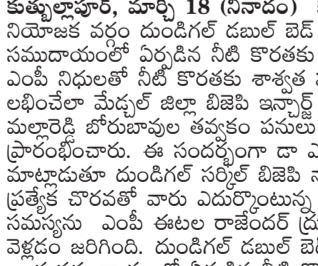 కుత్బుల్లాపూర్, మార్చి 18 (నినాదం)
నియోజక వర్గం దుండిగల్ డబుల్ బెడ్
సముదాయంలో ఏర్పడిన నీటి కొరతకు
ఎంపీ నిధులతో నీటి కొరతకు శాశ్వత
లభించేలా మేడ్చల్ జిల్లా బిజెపి ఇన్చార్జ్
మల్లారెడ్డి బోరుబావుల తవ్వకం పనులు
ప్రారంభించారు. ఈ సందర్భంగా డా
మాట్లాడుతూ దుండిగల్ సర్కిల్ బిజెపి
ప్రత్యేక చొరవతో వారు ఎదుర్కొంటున్న
సమస్యను ఎంపీ ఈటల రాజేందర్
వెళ్లడం జరిగింది. దుండిగల్ డబుల్